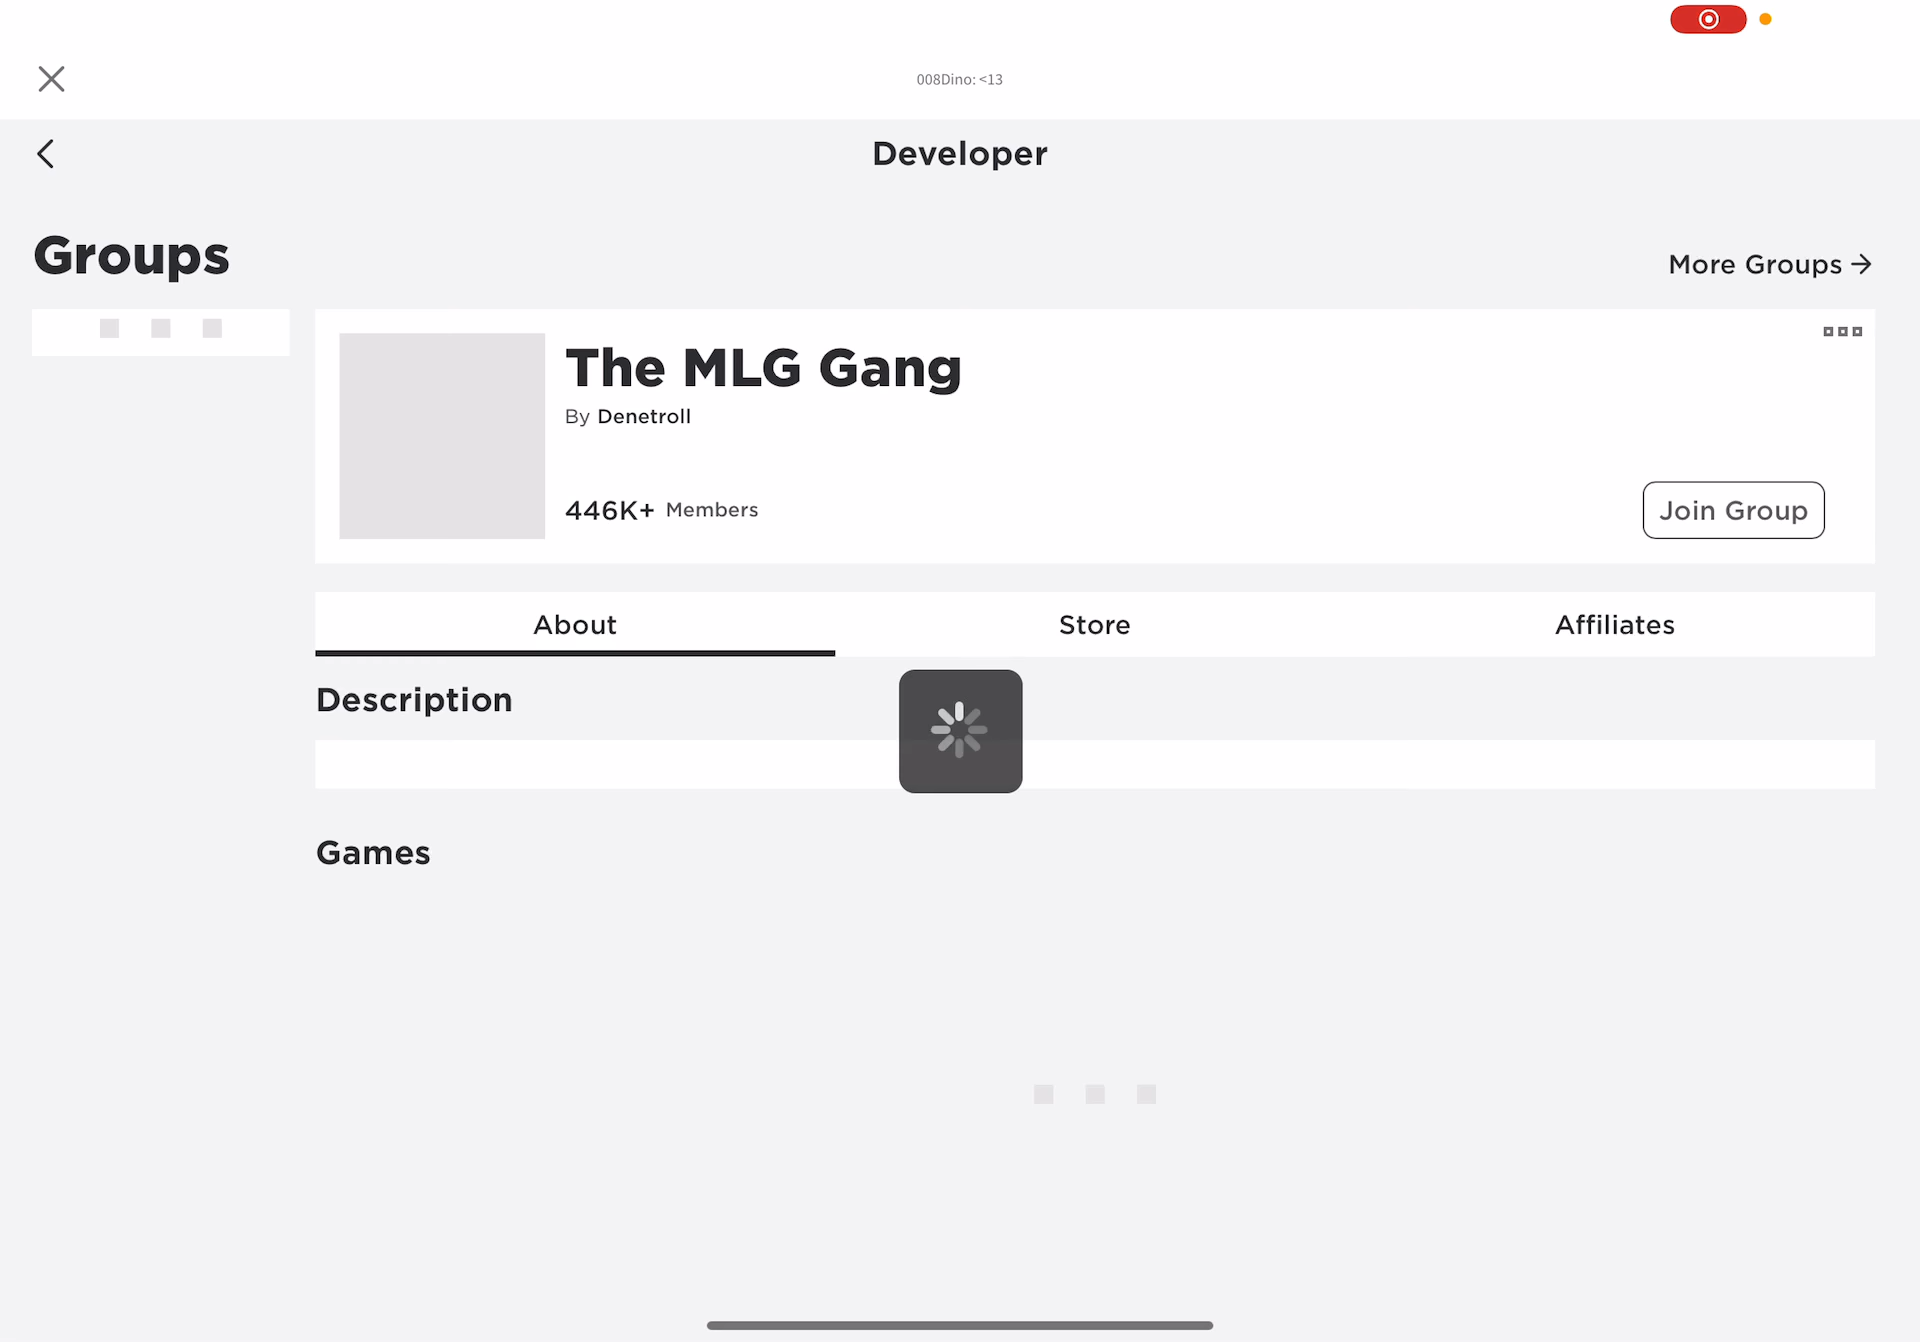 008Dino: <13
Developer
Groups
More Groups →
The MLG Gang
By Denetroll
446K+ Members
Join Group
About
Store
Affiliates
Description
Games